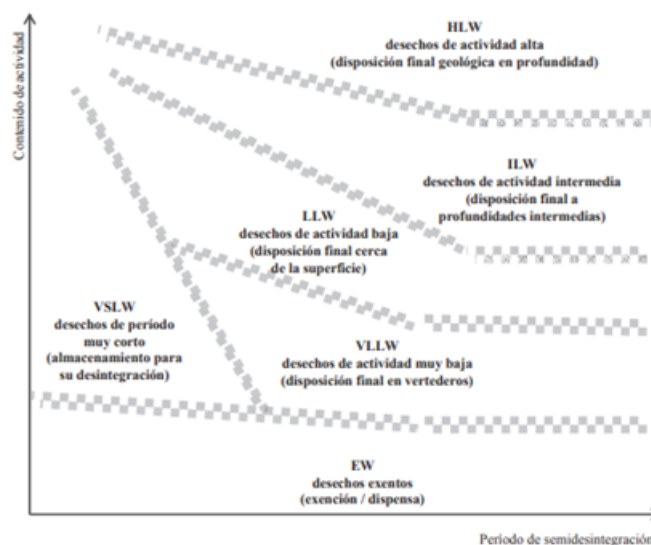 Contenido de actividad
HLW
desechos de actividad alta
(disposición final geológica en profundidad)
ILW
desechos de actividad intermedia
(disposición final a
profundidades intermedias)
LLW
desechos de actividad baja
(disposición final cerca
de la superficie)
VSLW
desechos de período
muy corto
(almacenamiento para
su desintegración)
VLLW
desechos de actividad muy baja
(disposición final en vertederos)
EW
desechos exentos
(exención / dispensa)
Período de semidesintegración